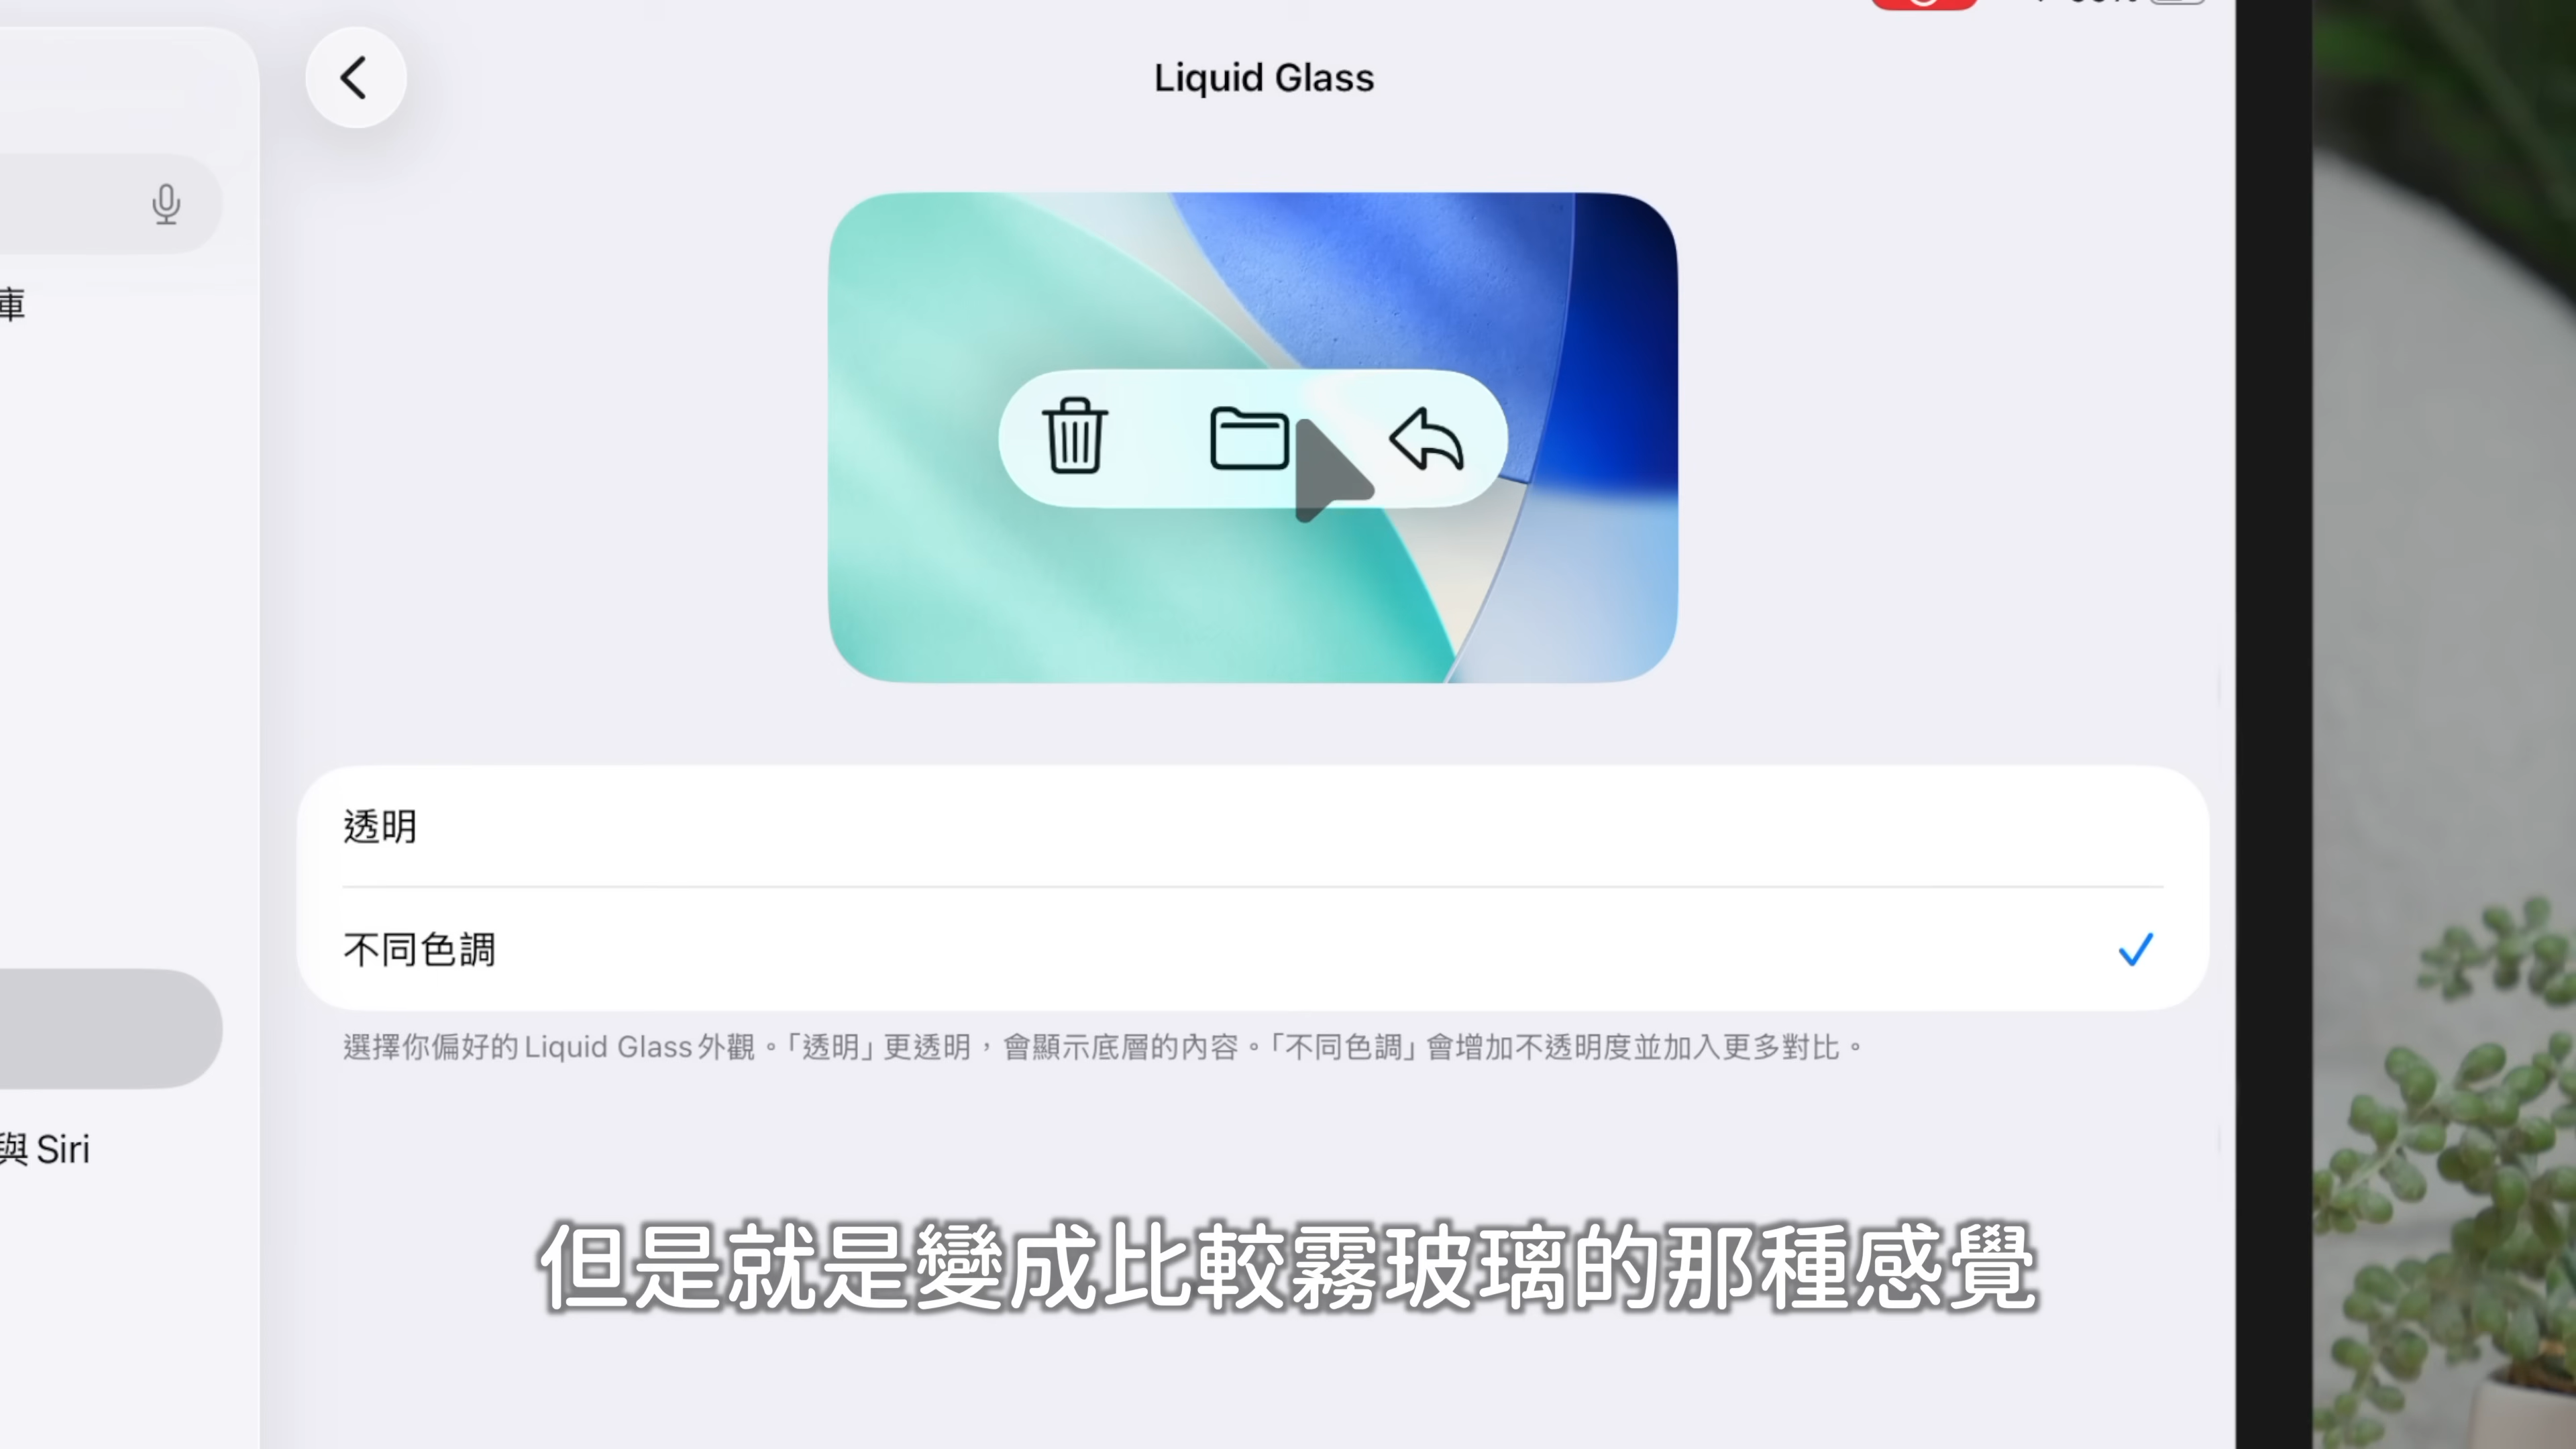 Liquid Glass
庫
透明
不同色調
選擇你偏好的 Liquid Glass 外觀。「透明」更透明，會顯示底層的內容。「不同色調」會增加不透明度並加入更多對比。
與 Siri
但是就是變成比較霧玻璃的那種感覺